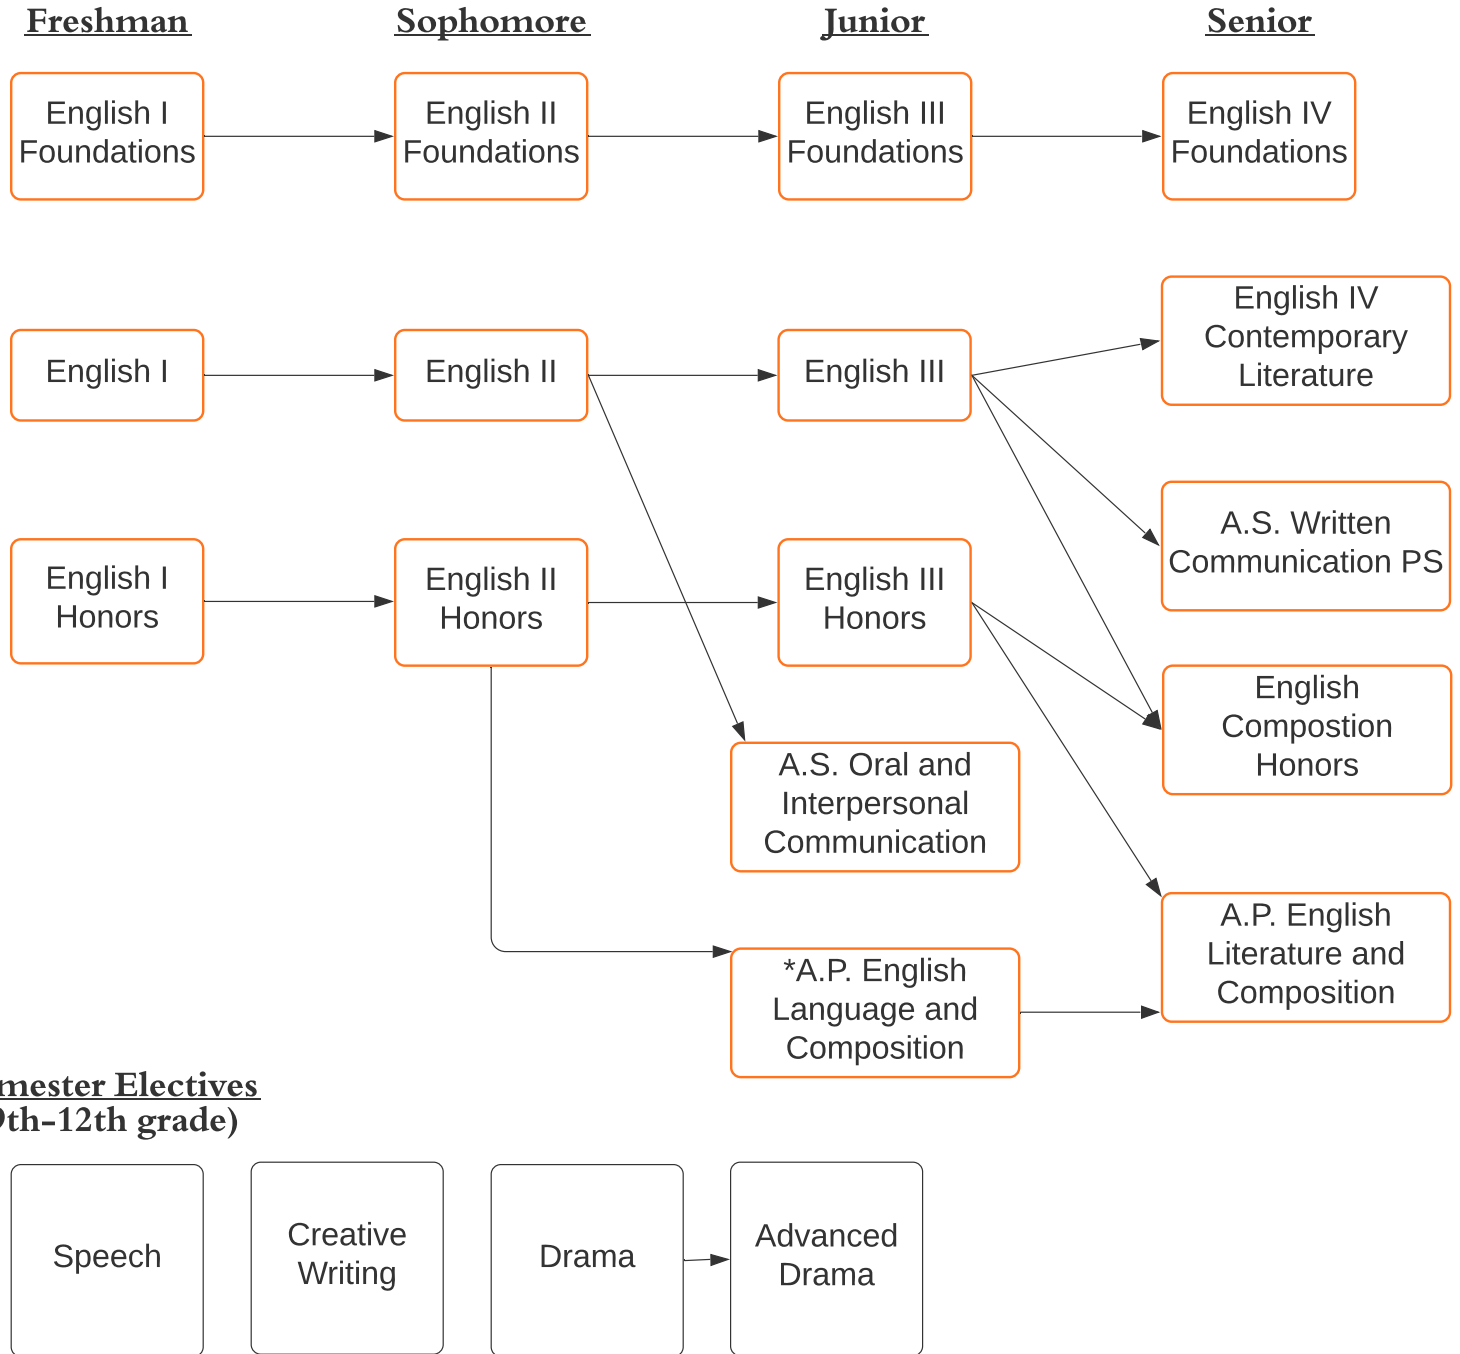 Freshman
Sophomore
Junior
Senior
English I
Foundations
English II
Foundations
English III
Foundations
English IV
Foundations
English I
English II
English III
English IV
Contemporary
Literature
A.S. Written
Communication PS
English I
Honors
English II
Honors
English III
Honors
English
Compostion
Honors
A.S. Oral and
Interpersonal
Communication
A.P. English
Literature and
Composition
*A.P. English
Language and
Composition
mester Electives
9th-12th grade)
Speech
Creative
Writing
Drama
Advanced
Drama